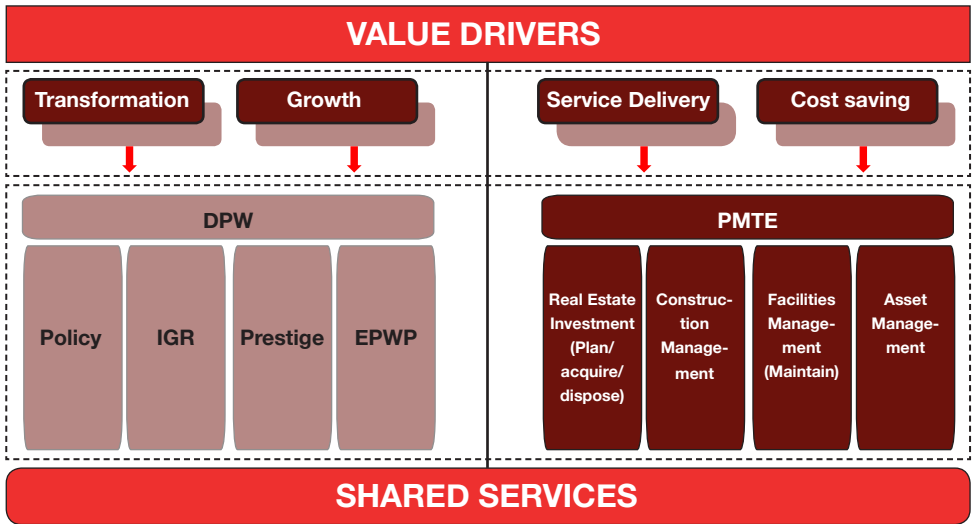 VALUE DRIVERS
Transformation
Growth
Service Delivery
Cost saving
DPW
PMTE
Policy
IGR
Prestige
EPWP
Real Estate
Investment
(Plan/
acquire/
dispose)
Construc-
tion
Manage-
ment
Facilities
Manage-
ment
(Maintain)
Asset
Manage-
ment
SHARED SERVICES